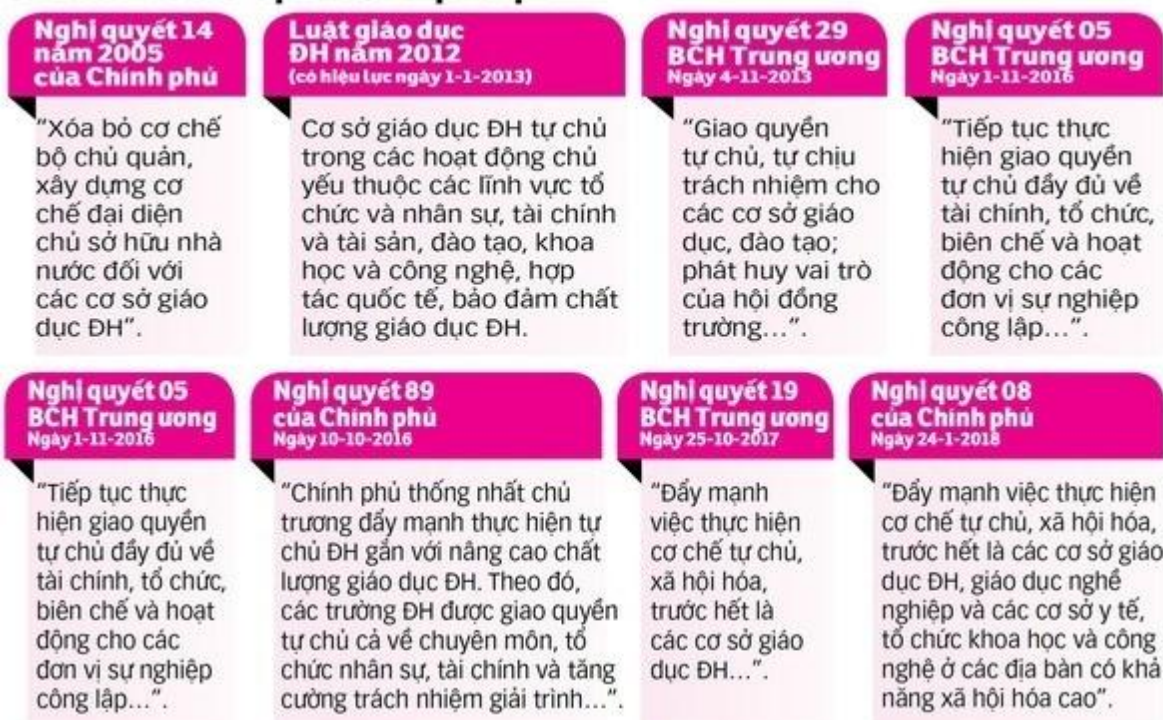 Nghị quyết 14
năm 2005
của Chính phủ
"Xóa bỏ cơ chế
bộ chủ quản,
xây dựng cơ
chế đại diện
chủ sở hữu nhà
nước đối với
các cơ sở giáo
dục ĐH".
Luật giáo dục
ĐH năm 2012
(có hiệu lực ngày 1-1-2013)
Cơ sở giáo dục ĐH tự chủ
trong các hoạt động chủ
yếu thuộc các lĩnh vực tổ
chức và nhân sự, tài chính
và tài sản, đào tạo, khoa
học và công nghệ, hợp
tác quốc tế, bảo đảm chất
lượng giáo dục ĐH.
Nghị quyết 29
BCH Trung ương
Ngày 4-11-2013
"Giao quyền
tự chủ, tự chịu
trách nhiệm cho
các cơ sở giáo
dục, đào tạo;
phát huy vai trò
của hội đồng
trường...".
Nghị quyết 05
BCH Trung ương
Ngày 1-11-2016
"Tiếp tục thực
hiện giao quyền
tự chủ đầy đủ về
tài chính, tổ chức,
biên chế và hoạt
động cho các
đơn vị sự nghiệp
công lập...".
Nghị quyết 05
BCH Trung ương
Ngày 1-11-2016
"Tiếp tục thực
hiện giao quyền
tự chủ đầy đủ về
tài chính, tổ chức,
biên chế và hoạt
động cho các
đơn vị sự nghiệp
công lập...".
Nghị quyết 89
của Chính phủ
Ngày 10-10-2016
"Chính phủ thống nhất chủ
trương đẩy mạnh thực hiện tự
chủ ĐH gắn với nâng cao chất
lượng giáo dục ĐH. Theo đó,
các trường ĐH được giao quyền
tự chủ cả về chuyên môn, tổ
chức nhân sự, tài chính và tăng
cường trách nhiệm giải trình...".
Nghị quyết 19
BCH Trung ương
Ngày 25-10-2017
"Đẩy mạnh
việc thực hiện
cơ chế tự chủ,
xã hội hóa,
trước hết là
các cơ sở giáo
dục ĐH...".
Nghị quyết 08
của Chính phủ
Ngày 24-1-2018
"Đẩy mạnh việc thực hiện
cơ chế tự chủ, xã hội hóa,
trước hết là các cơ sở giáo
dục ĐH, giáo dục nghề
nghiệp và các cơ sở y tế,
tổ chức khoa học và công
nghệ ở các địa bàn có khả
năng xã hội hóa cao".